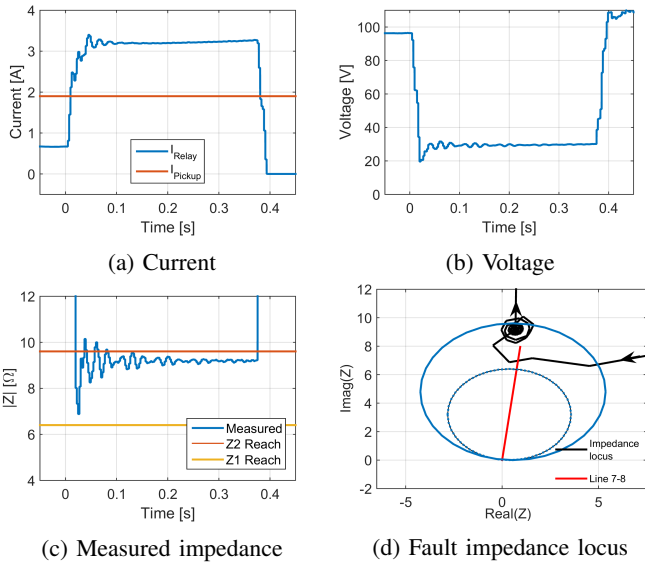 4
3
2
1
0
Current [A]
I_Relay
I_Pickup
0 0.1 0.2 0.3 0.4
Time [s]
(a) Current
100
80
60
40
20
0
Voltage [V]
0 0.1 0.2 0.3 0.4
Time [s]
(b) Voltage
12
10
8
6
4
|Z| [Ω]
Measured
Z2 Reach
Z1 Reach
0 0.1 0.2 0.3 0.4
Time [s]
(c) Measured impedance
12
10
8
6
4
2
0
-2
Imag(Z)
Impedance
locus
Line 7-8
-5 0 5
Real(Z)
(d) Fault impedance locus